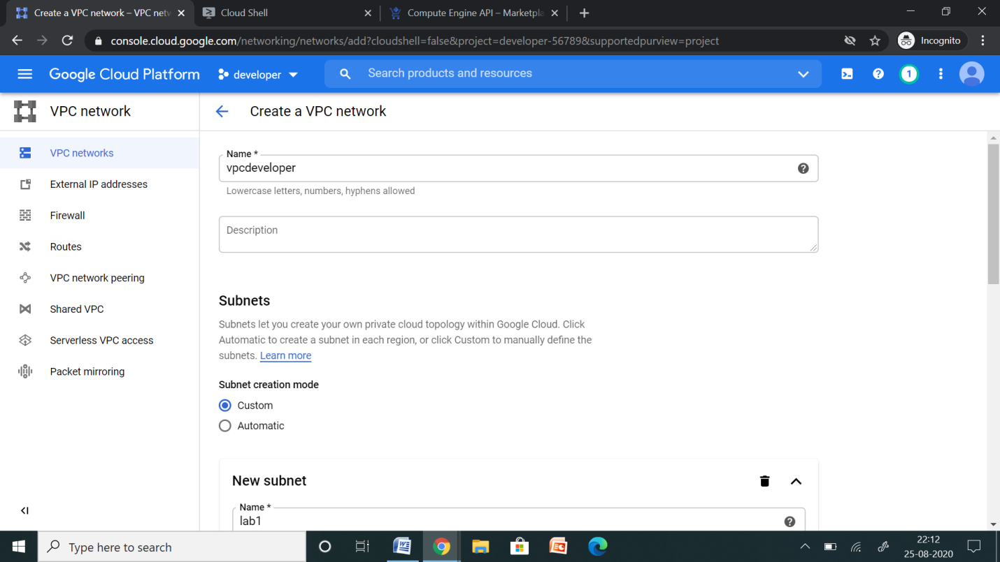 Create a VPC network – VPC netw
Cloud Shell
Compute Engine API – Marketpla
console.cloud.google.com/networking/networks/add?cloudshell=false&project=developer-56789&supportedpurview=project
Incognito
Google Cloud Platform
developer
Search products and resources
1
VPC network
Create a VPC network
VPC networks
External IP addresses
Firewall
Routes
VPC network peering
Shared VPC
Serverless VPC access
Packet mirroring
Name *
vpcdeveloper
Lowercase letters, numbers, hyphens allowed
Description
Subnets
Subnets let you create your own private cloud topology within Google Cloud. Click
Automatic to create a subnet in each region, or click Custom to manually define the
subnets. Learn more
Subnet creation mode
Custom
Automatic
New subnet
Name *
lab1
Type here to search
22:12
25-08-2020